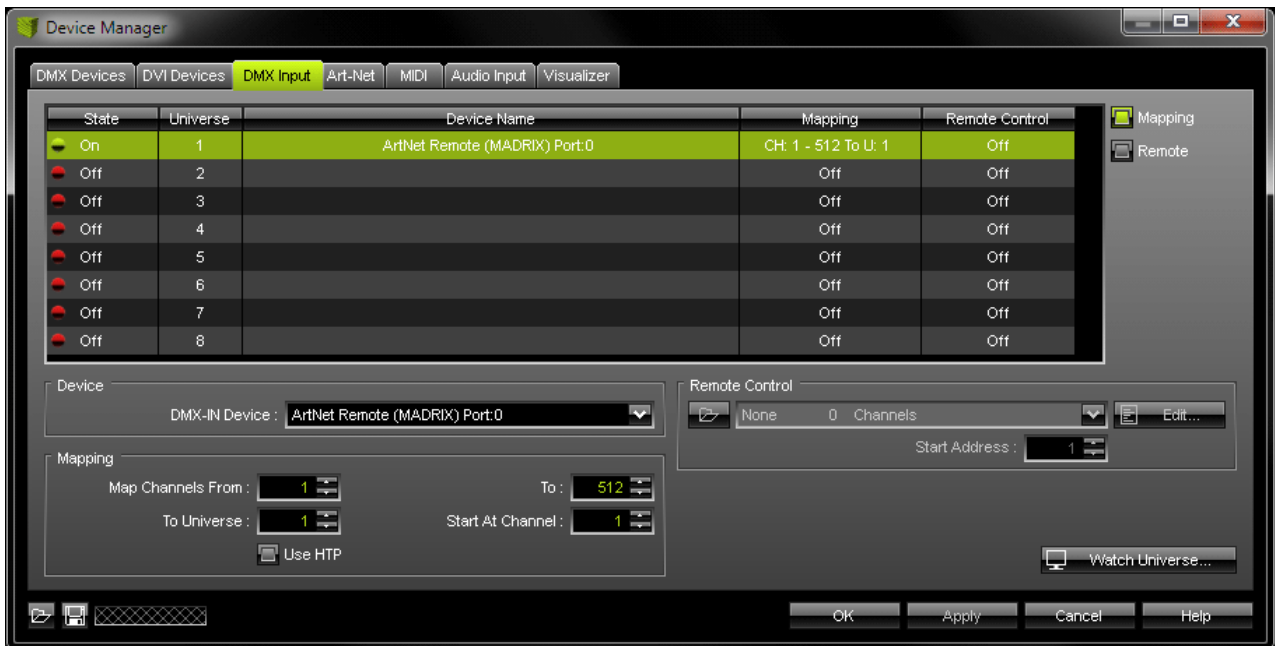 Device Manager
DMX Devices DVI Devices DMX Input Art-Net MIDI Audio Input Visualizer
State Universe Device Name Mapping Remote Control
On 1 ArtNet Remote (MADRIX) Port:0 CH: 1 - 512 To U: 1 Off
Off 2 Off Off
Off 3 Off Off
Off 4 Off Off
Off 5 Off Off
Off 6 Off Off
Off 7 Off Off
Off 8 Off Off
Mapping
Remote
Device
DMX-IN Device : ArtNet Remote (MADRIX) Port:0
Mapping
Map Channels From : 1 To : 512
To Universe : 1 Start At Channel : 1
Use HTP
Remote Control
None 0 Channels Edit...
Start Address : 1
Watch Universe...
OK Apply Cancel Help